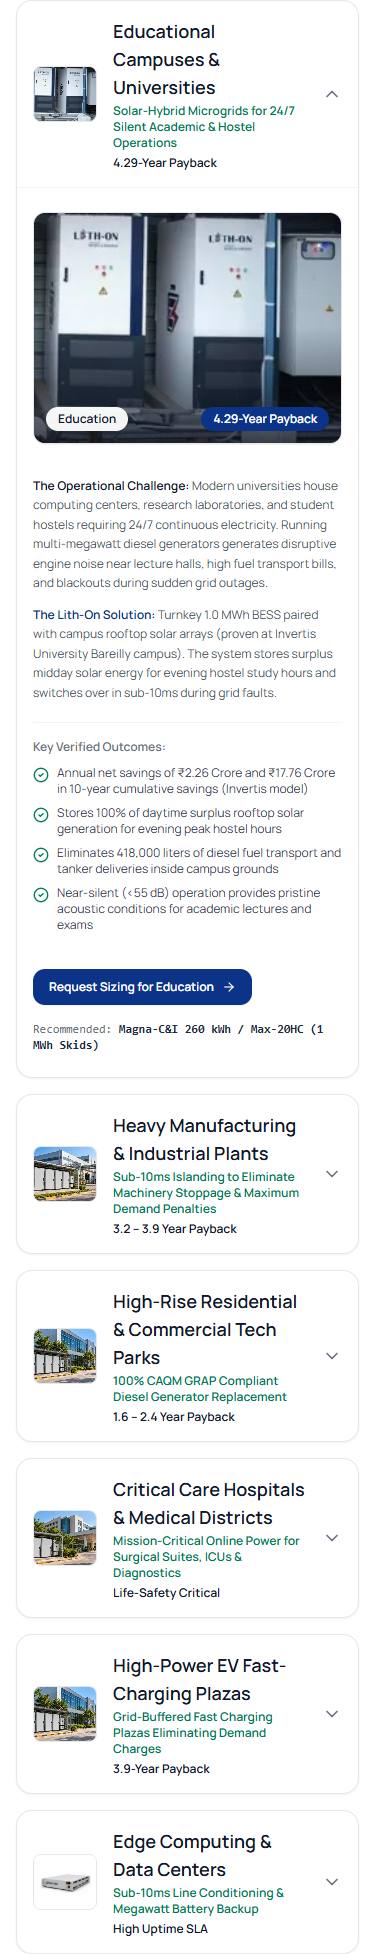 Educational
Campuses &
Universities
Solar-Hybrid Microgrids for 24/7
Silent Academic & Hostel
Operations
4.29-Year Payback
LITH-ON
LITH-ON
Education
4.29-Year Payback
The Operational Challenge: Modern universities house
computing centers, research laboratories, and student
hostels requiring 24/7 continuous electricity. Running
multi-megawatt diesel generators generates disruptive
engine noise near lecture halls, high fuel transport bills,
and blackouts during sudden grid outages.
The Lith-On Solution: Turnkey 1.0 MWh BESS paired
with campus rooftop solar arrays (proven at Invertis
University Bareilly campus). The system stores surplus
midday solar energy for evening hostel study hours and
switches over in sub-10ms during grid faults.
Key Verified Outcomes:
Annual net savings of ₹2.26 Crore and ₹17.76 Crore
in 10-year cumulative savings (Invertis model)
Stores 100% of daytime surplus rooftop solar
generation for evening peak hostel hours
Eliminates 418,000 liters of diesel fuel transport and
tanker deliveries inside campus grounds
Near-silent (<55 dB) operation provides pristine
acoustic conditions for academic lectures and
exams
Request Sizing for Education →
Recommended: Magna-C&I 260 kWh / Max-20HC (1
MWh Skids)
Heavy Manufacturing
& Industrial Plants
Sub-10ms Islanding to Eliminate
Machinery Stoppage & Maximum
Demand Penalties
3.2 – 3.9 Year Payback
High-Rise Residential
& Commercial Tech
Parks
100% CAQM GRAP Compliant
Diesel Generator Replacement
1.6 – 2.4 Year Payback
Critical Care Hospitals
& Medical Districts
Mission-Critical Online Power for
Surgical Suites, ICUs &
Diagnostics
Life-Safety Critical
High-Power EV Fast-
Charging Plazas
Grid-Buffered Fast Charging
Plazas Eliminating Demand
Charges
3.9-Year Payback
Edge Computing &
Data Centers
Sub-10ms Line Conditioning &
Megawatt Battery Backup
High Uptime SLA